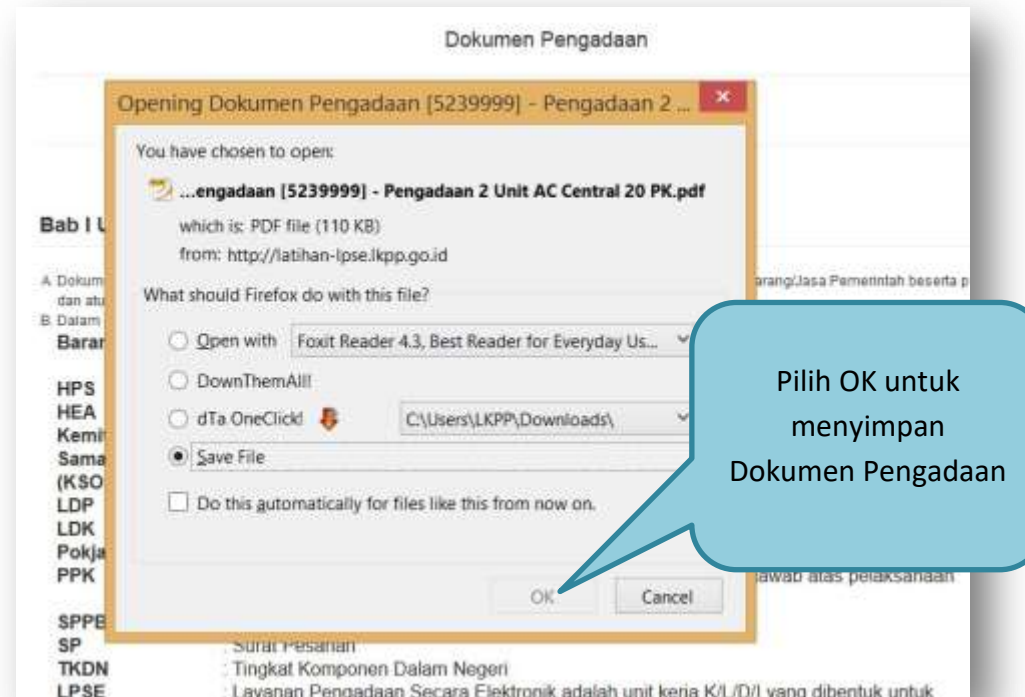 Dokumen Pengadaan
Opening Dokumen Pengadaan [5239999] - Pengadaan 2 ...
You have chosen to open:
...engadaan [5239999] - Pengadaan 2 Unit AC Central 20 PK.pdf
which is: PDF file (110 KB)
from: http://latihan-lpse.lkpp.go.id
What should Firefox do with this file?
Open with Foxit Reader 4.3, Best Reader for Everyday Us...
DownThemAll!
dTa OneClick! C:\Users\LKPP\Downloads\
Save File
Do this automatically for files like this from now on.
OK Cancel
Pilih OK untuk
menyimpan
Dokumen Pengadaan
Bab I U
A. Dokum arang/Jasa Pemerintah beserta p
dan atu
B. Dalam
Baran
HPS
HEA
Kemit
Sama
(KSO
LDP
LDK
Pokja
PPK awab atas pelaksanaan
SPPB
SP : Surat Pesanan
TKDN : Tingkat Komponen Dalam Negeri
LPSE : Layanan Pengadaan Secara Elektronik adalah unit kerja K/L/D/I yang dibentuk untuk